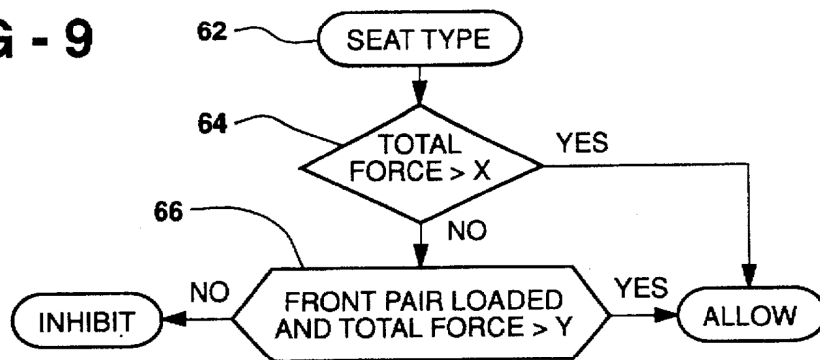 G - 9
62
SEAT TYPE
64
TOTAL
FORCE > X
YES
NO
66
FRONT PAIR LOADED
AND TOTAL FORCE > Y
NO
YES
INHIBIT
ALLOW